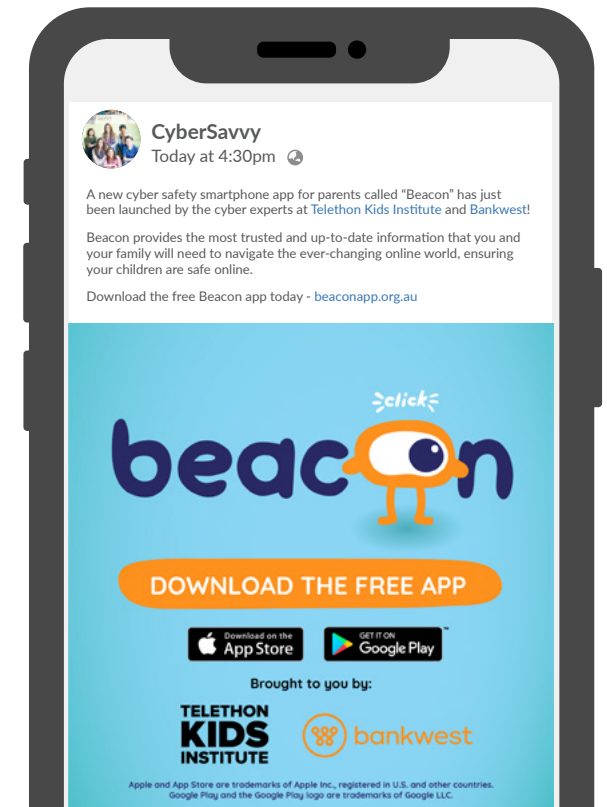 CyberSavvy
Today at 4:30pm
A new cyber safety smartphone app for parents called “Beacon” has just
been launched by the cyber experts at Telethon Kids Institute and Bankwest!
Beacon provides the most trusted and up-to-date information that you and
your family will need to navigate the ever-changing online world, ensuring
your children are safe online.
Download the free Beacon app today - beaconapp.org.au
click
beacon
DOWNLOAD THE FREE APP
Download on the
App Store
GET IT ON
Google Play
™
Brought to you by:
TELETHON
KIDS
INSTITUTE
bankwest
Apple and App Store are trademarks of Apple Inc., registered in U.S. and other countries.
Google Play and the Google Play logo are trademarks of Google LLC.